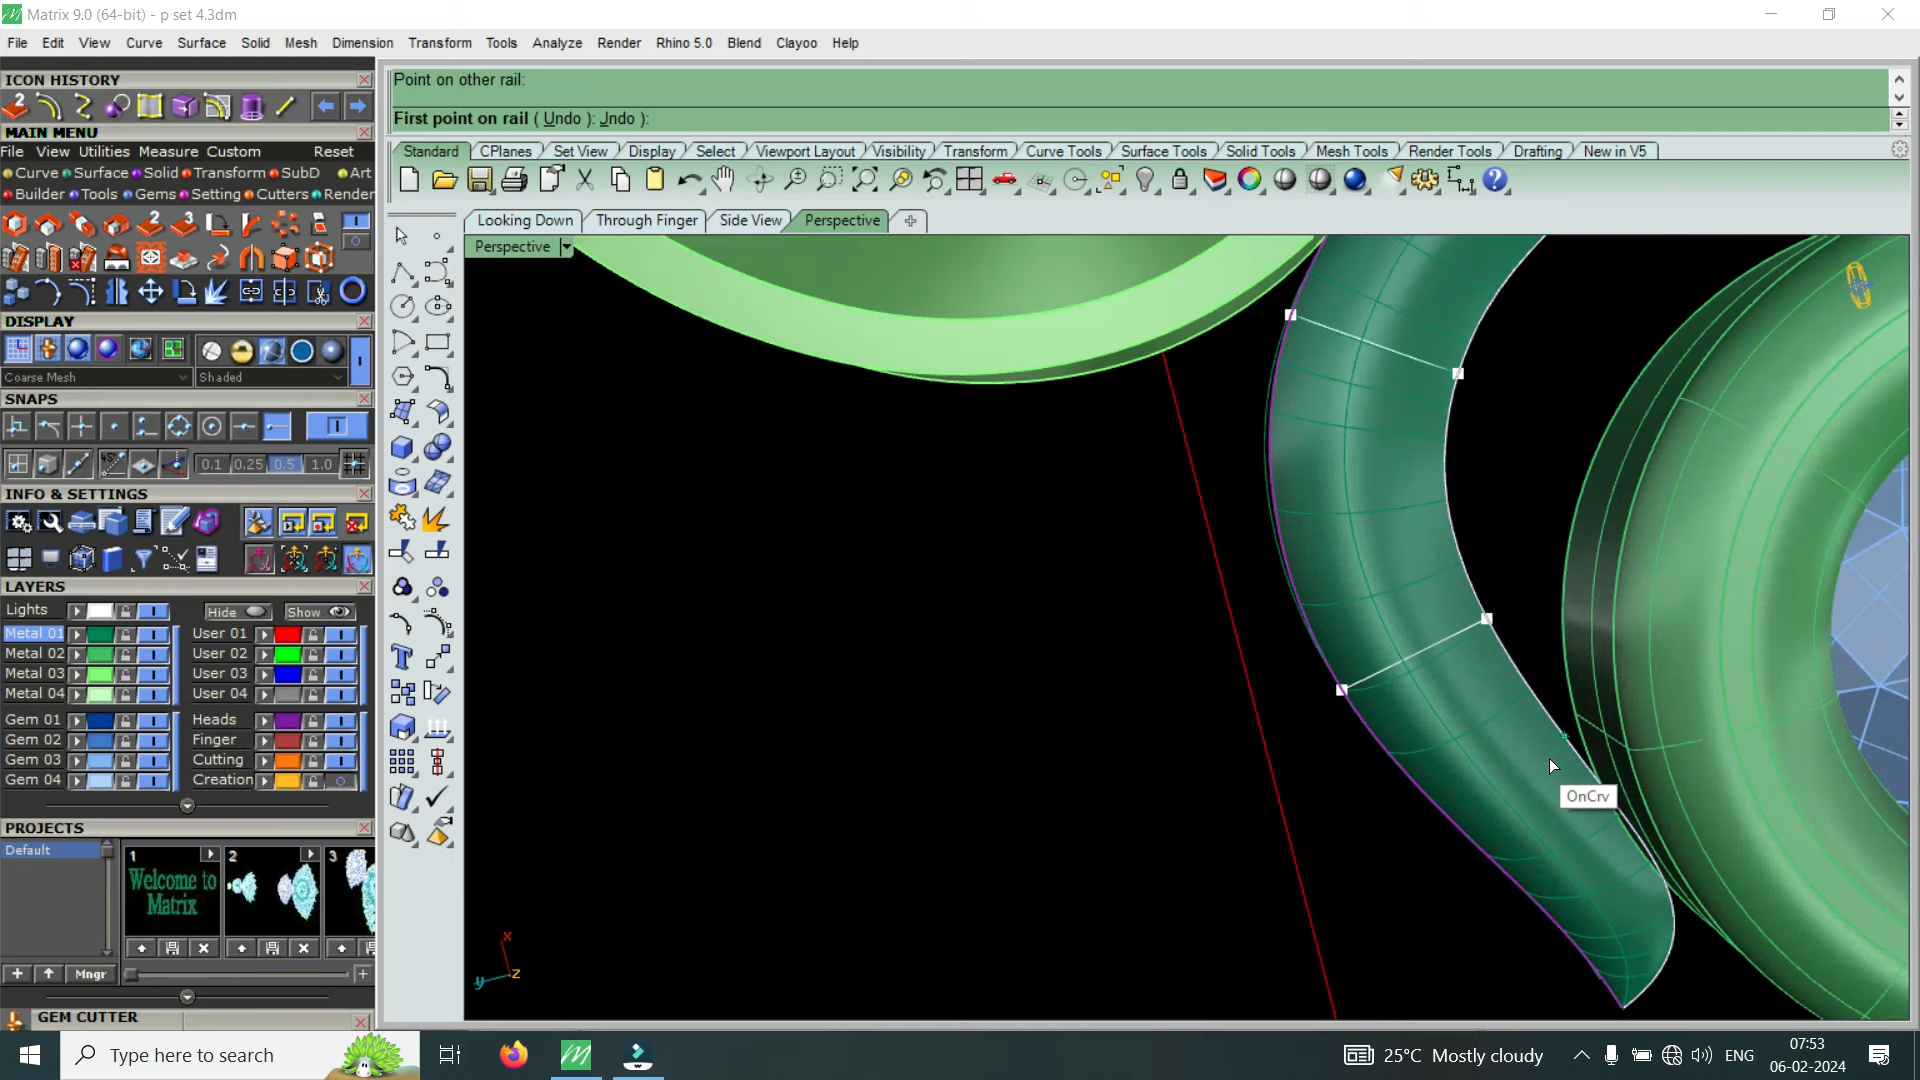 Matrix 9.0 (64-bit) - p set 4.3dm
File Edit View Curve Surface Solid Mesh Dimension Transform Tools Analyze Render Rhino 5.0 Blend Clayoo Help
ICON HISTORY
MAIN MENU
File View Utilities Measure Custom Reset
Curve Surface Solid Transform SubD Art
Builder Tools Gems Setting Cutters Render
DISPLAY
Coarse Mesh Shaded
SNAPS
0.1 0.25 0.5 1.0
INFO & SETTINGS
LAYERS
Lights Hide Show
Metal 01 User 01
Metal 02 User 02
Metal 03 User 03
Metal 04 User 04
Gem 01 Heads
Gem 02 Finger
Gem 03 Cutting
Gem 04 Creation
PROJECTS
Default
1 2 3
Welcome to
Matrix
Mngr
GEM CUTTER
Point on other rail:
First point on rail ( Undo ): Jndo ):
Standard CPlanes Set View Display Select Viewport Layout Visibility Transform Curve Tools Surface Tools Solid Tools Mesh Tools Render Tools Drafting New in V5
Looking Down Through Finger Side View Perspective
Perspective
OnCrv
x
y z
Type here to search
25°C Mostly cloudy
ENG
07:53
06-02-2024